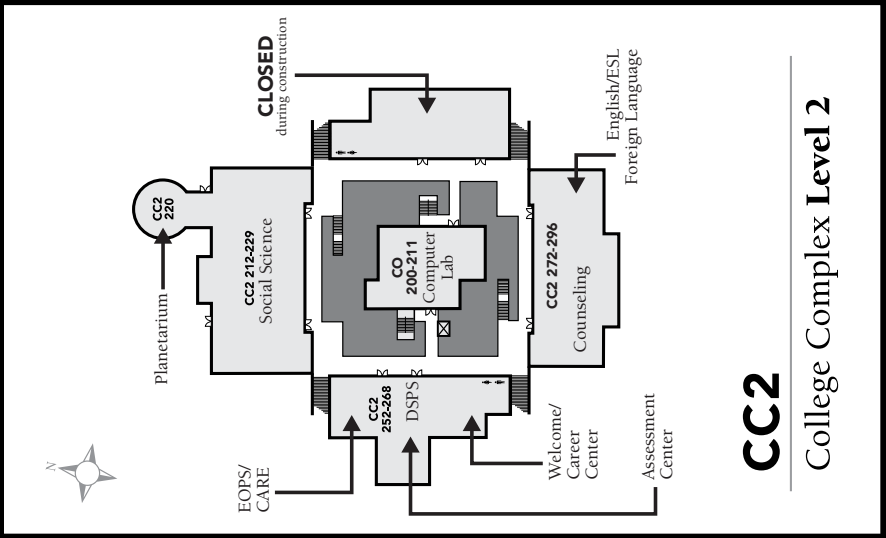 CC2
College Complex Level 2
CLOSED
during construction
English/ESL
Foreign Language
CC2
220
Planetarium
CC2 212-229
Social Science
CO
200-211
Computer
Lab
CC2 272-296
Counseling
CC2
252-268
DSPS
EOPS/
CARE
Welcome/
Career
Center
Assessment
Center
N